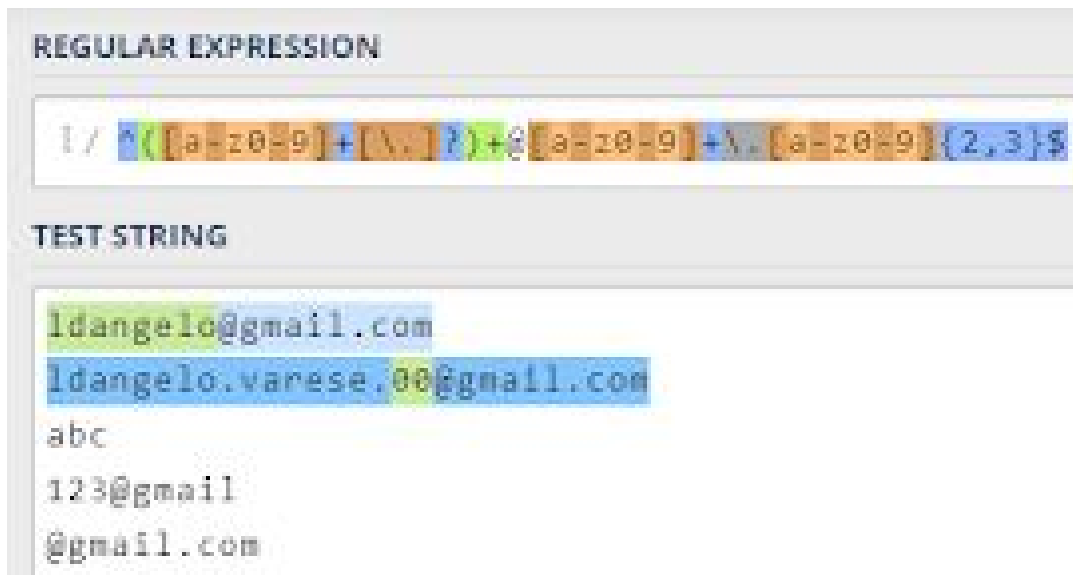 REGULAR EXPRESSION
/ ^([a-z0-9]+[\.]?)+@[a-z0-9]+\.[a-z0-9]{2,3}$
TEST STRING
ldangelo@gmail.com
ldangelo.varese.00@gmail.com
abc
123@gmail
@gmail.com